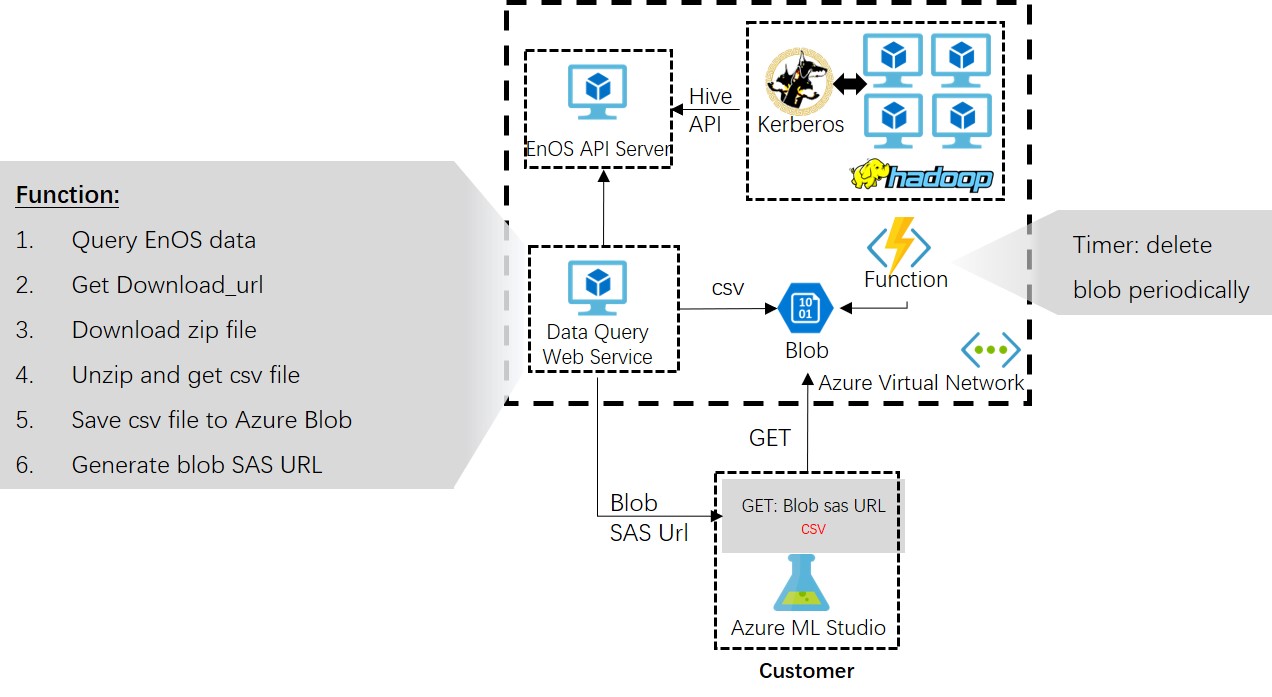 Function:
1. Query EnOS data
2. Get Download_url
3. Download zip file
4. Unzip and get csv file
5. Save csv file to Azure Blob
6. Generate blob SAS URL
EnOS API Server
Hive
API
Kerberos
hadoop
Data Query
Web Service
csv
10
01
Blob
Function
Azure Virtual Network
Timer: delete
blob periodically
GET
Blob
SAS Url
GET: Blob sas URL
csv
Azure ML Studio
Customer